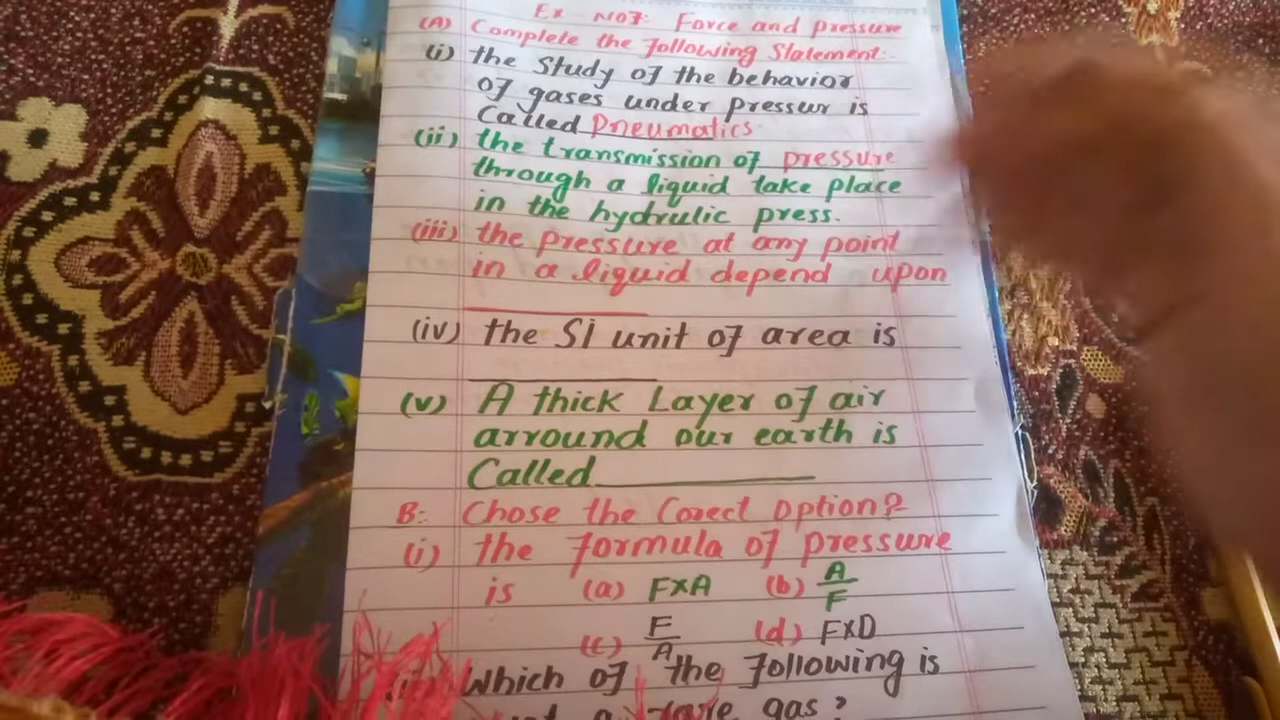 Ex NO7: Force and pressure
(A) Complete the following Statement:
(i) the Study of the behavior
of gases under pressur is
Called Pneumatics
(ii) the transmission of pressure
through a liquid take place
in the hydrulic press.
(iii) the pressure at any point
in a liquid depend upon
(iv) the SI unit of area is
(v) A thick Layer of air
arround our earth is
Called
B:- Chose the Corect option?
(i) the formula of pressure
is (a) F×A (b) A/F
(c) F/A (d) F×D
Which of the following is
a gas?